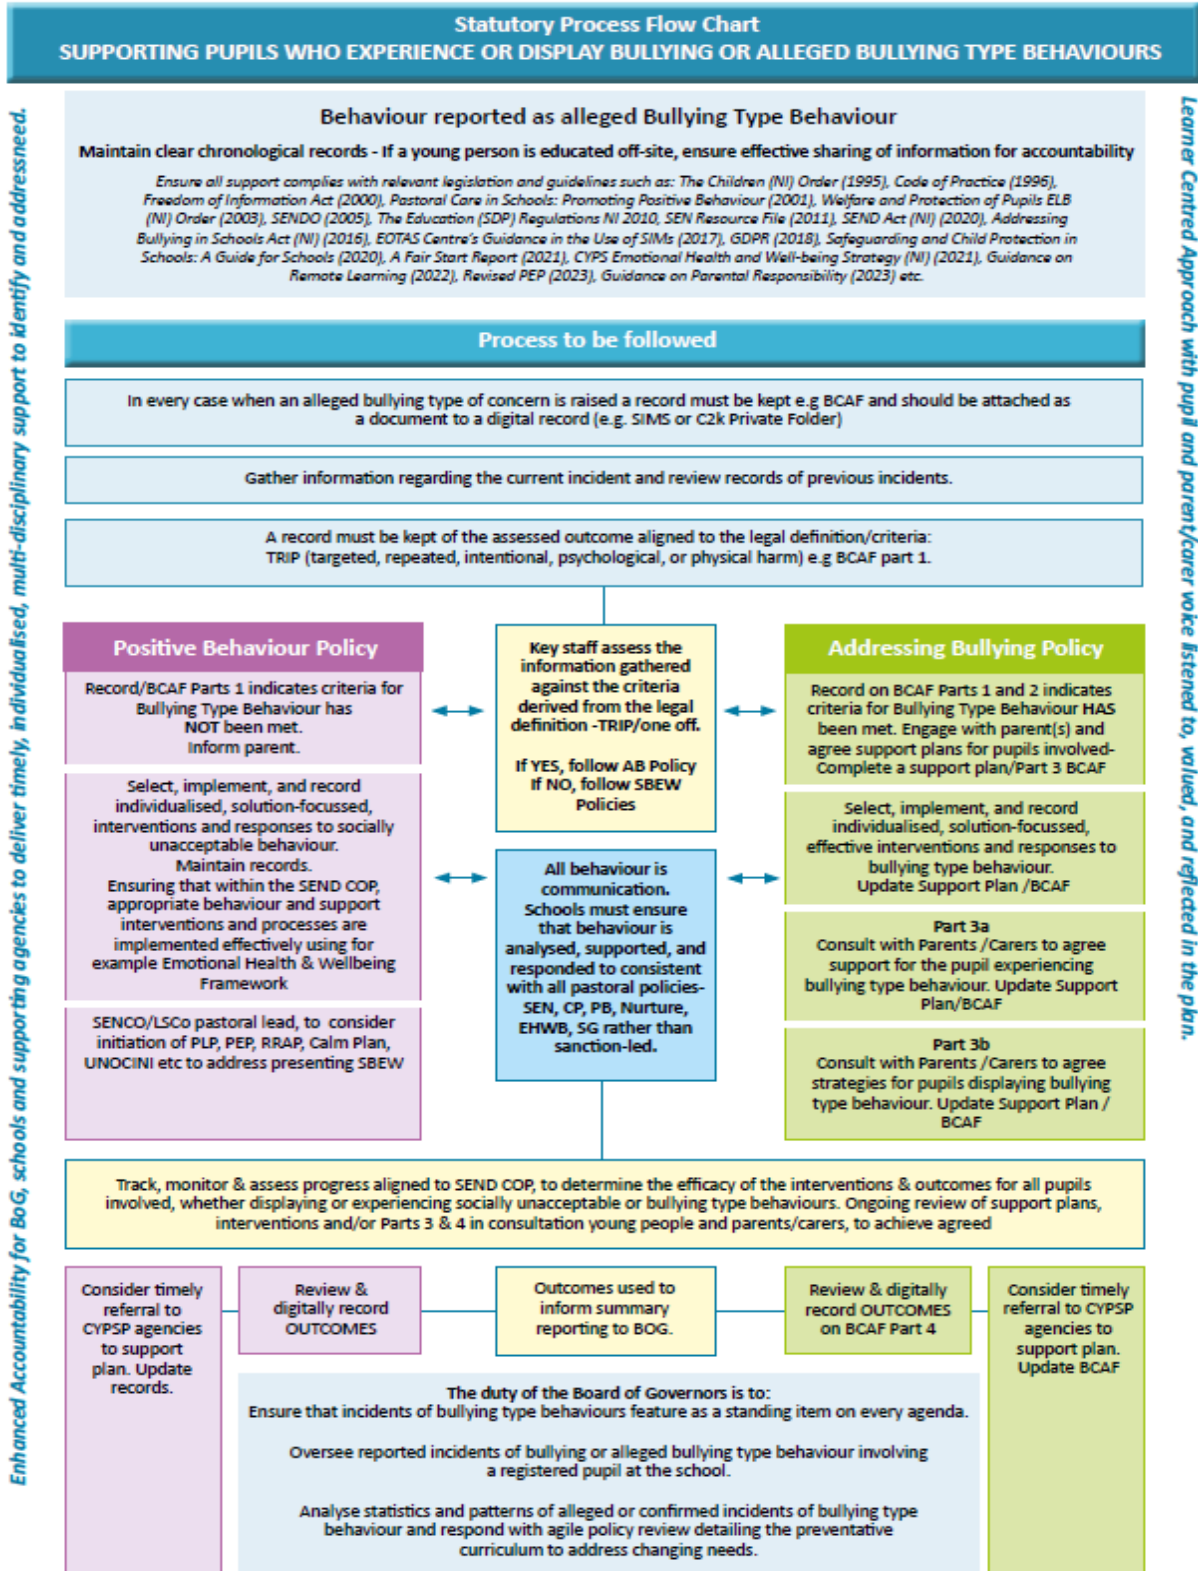 Statutory Process Flow Chart
SUPPORTING PUPILS WHO EXPERIENCE OR DISPLAY BULLYING OR ALLEGED BULLYING TYPE BEHAVIOURS
Enhanced Accountability for BoG, schools and supporting agencies to deliver timely, individualised, multi-disciplinary support to identify and addressneed.
Learner Centred Approach with pupil and parent/carer voice listened to, valued, and reflected in the plan.
Behaviour reported as alleged Bullying Type Behaviour
Maintain clear chronological records - If a young person is educated off-site, ensure effective sharing of information for accountability
Ensure all support complies with relevant legislation and guidelines such as: The Children (NI) Order (1995), Code of Practice (1996),
Freedom of Information Act (2000), Pastoral Care in Schools: Promoting Positive Behaviour (2001), Welfare and Protection of Pupils ELB
(NI) Order (2003), SENDO (2005), The Education (SDP) Regulations NI 2010, SEN Resource File (2011), SEND Act (NI) (2020), Addressing
Bullying in Schools Act (NI) (2016), EOTAS Centre's Guidance in the Use of SIMs (2017), GDPR (2018), Safeguarding and Child Protection in
Schools: A Guide for Schools (2020), A Fair Start Report (2021), CYPS Emotional Health and Well-being Strategy (NI) (2021), Guidance on
Remote Learning (2022), Revised PEP (2023), Guidance on Parental Responsibility (2023) etc.
Process to be followed
In every case when an alleged bullying type of concern is raised a record must be kept e.g BCAF and should be attached as
a document to a digital record (e.g. SIMS or C2k Private Folder)
Gather information regarding the current incident and review records of previous incidents.
A record must be kept of the assessed outcome aligned to the legal definition/criteria:
TRIP (targeted, repeated, intentional, psychological, or physical harm) e.g BCAF part 1.
Positive Behaviour Policy
Record/BCAF Parts 1 indicates criteria for
Bullying Type Behaviour has
NOT been met.
Inform parent.
Select, implement, and record
individualised, solution-focussed,
interventions and responses to socially
unacceptable behaviour.
Maintain records.
Ensuring that within the SEND COP,
appropriate behaviour and support
interventions and processes are
implemented effectively using for
example Emotional Health & Wellbeing
Framework
SENCO/LSCo pastoral lead, to consider
initiation of PLP, PEP, RRAP, Calm Plan,
UNOCINI etc to address presenting SBEW
Key staff assess the
information gathered
against the criteria
derived from the legal
definition -TRIP/one off.
If YES, follow AB Policy
If NO, follow SBEW
Policies
All behaviour is
communication.
Schools must ensure
that behaviour is
analysed, supported, and
responded to consistent
with all pastoral policies-
SEN, CP, PB, Nurture,
EHWB, SG rather than
sanction-led.
Addressing Bullying Policy
Record on BCAF Parts 1 and 2 indicates
criteria for Bullying Type Behaviour HAS
been met. Engage with parent(s) and
agree support plans for pupils involved-
Complete a support plan/Part 3 BCAF
Select, implement, and record
individualised, solution-focussed,
effective interventions and responses to
bullying type behaviour.
Update Support Plan /BCAF
Part 3a
Consult with Parents /Carers to agree
support for the pupil experiencing
bullying type behaviour. Update Support
Plan/BCAF
Part 3b
Consult with Parents /Carers to agree
strategies for pupils displaying bullying
type behaviour. Update Support Plan /
BCAF
Track, monitor & assess progress aligned to SEND COP, to determine the efficacy of the interventions & outcomes for all pupils
involved, whether displaying or experiencing socially unacceptable or bullying type behaviours. Ongoing review of support plans,
interventions and/or Parts 3 & 4 in consultation young people and parents/carers, to achieve agreed
Consider timely
referral to
CYPSP agencies
to support
plan. Update
records.
Review &
digitally record
OUTCOMES
Outcomes used to
inform summary
reporting to BOG.
Review & digitally
record OUTCOMES
on BCAF Part 4
Consider timely
referral to CYPSP
agencies to
support plan.
Update BCAF
The duty of the Board of Governors is to:
Ensure that incidents of bullying type behaviours feature as a standing item on every agenda.
Oversee reported incidents of bullying or alleged bullying type behaviour involving
a registered pupil at the school.
Analyse statistics and patterns of alleged or confirmed incidents of bullying type
behaviour and respond with agile policy review detailing the preventative
curriculum to address changing needs.